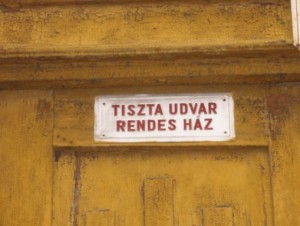 TISZTA UDVAR
RENDES HÁZ